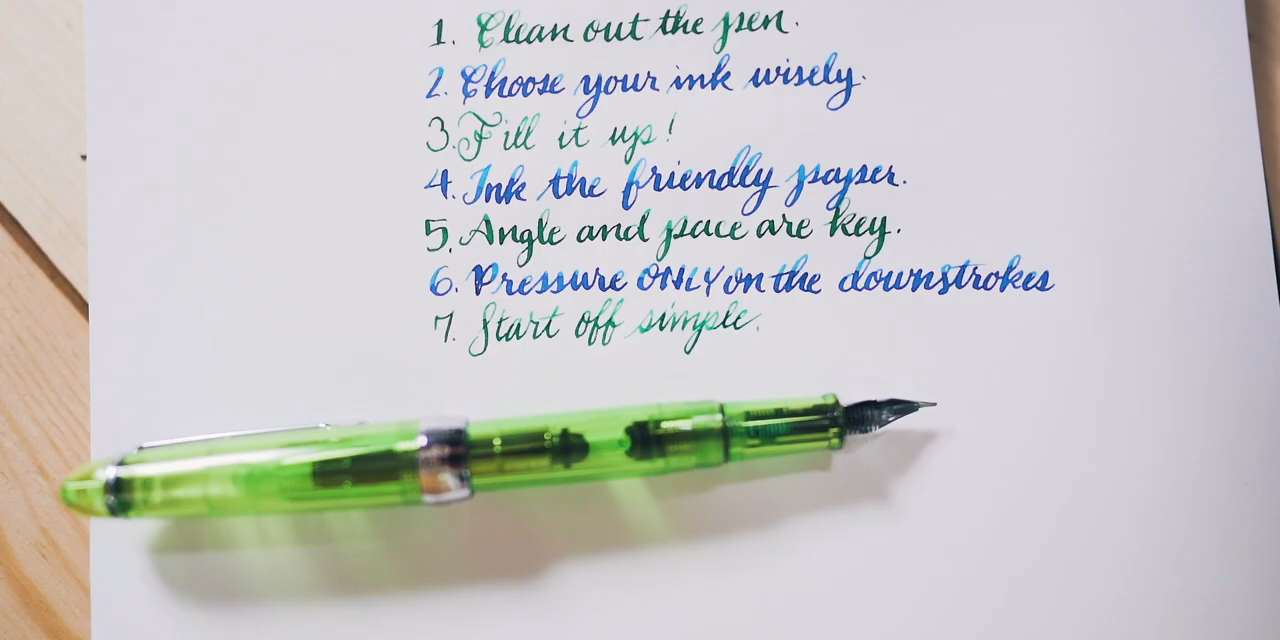 1. Clean out the pen.
2. Choose your ink wisely.
3. Fill it up!
4. Ink the friendly paper.
5. Angle and pace are key.
6. Pressure ONLY on the downstrokes
7. Start off simple.